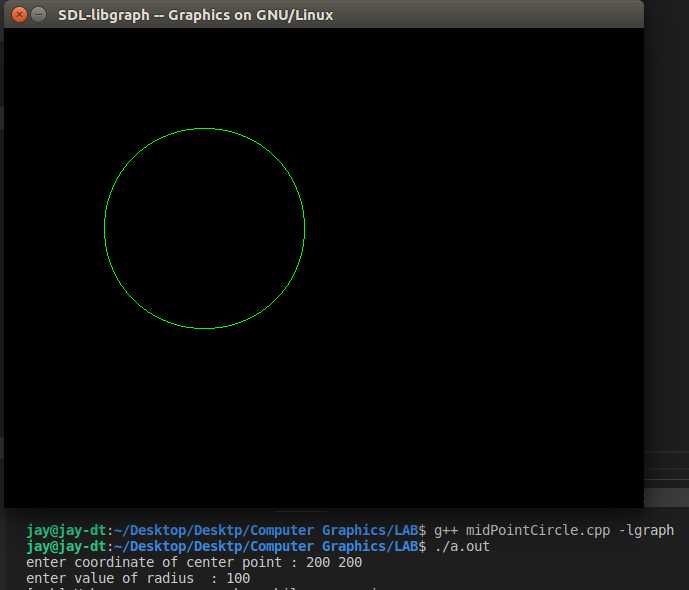 SDL-libgraph -- Graphics on GNU/Linux
jay@jay-dt:~/Desktop/Desktp/Computer Graphics/LAB$ g++ midPointCircle.cpp -lgraph
jay@jay-dt:~/Desktop/Desktp/Computer Graphics/LAB$ ./a.out
enter coordinate of center point : 200 200
enter value of radius  : 100